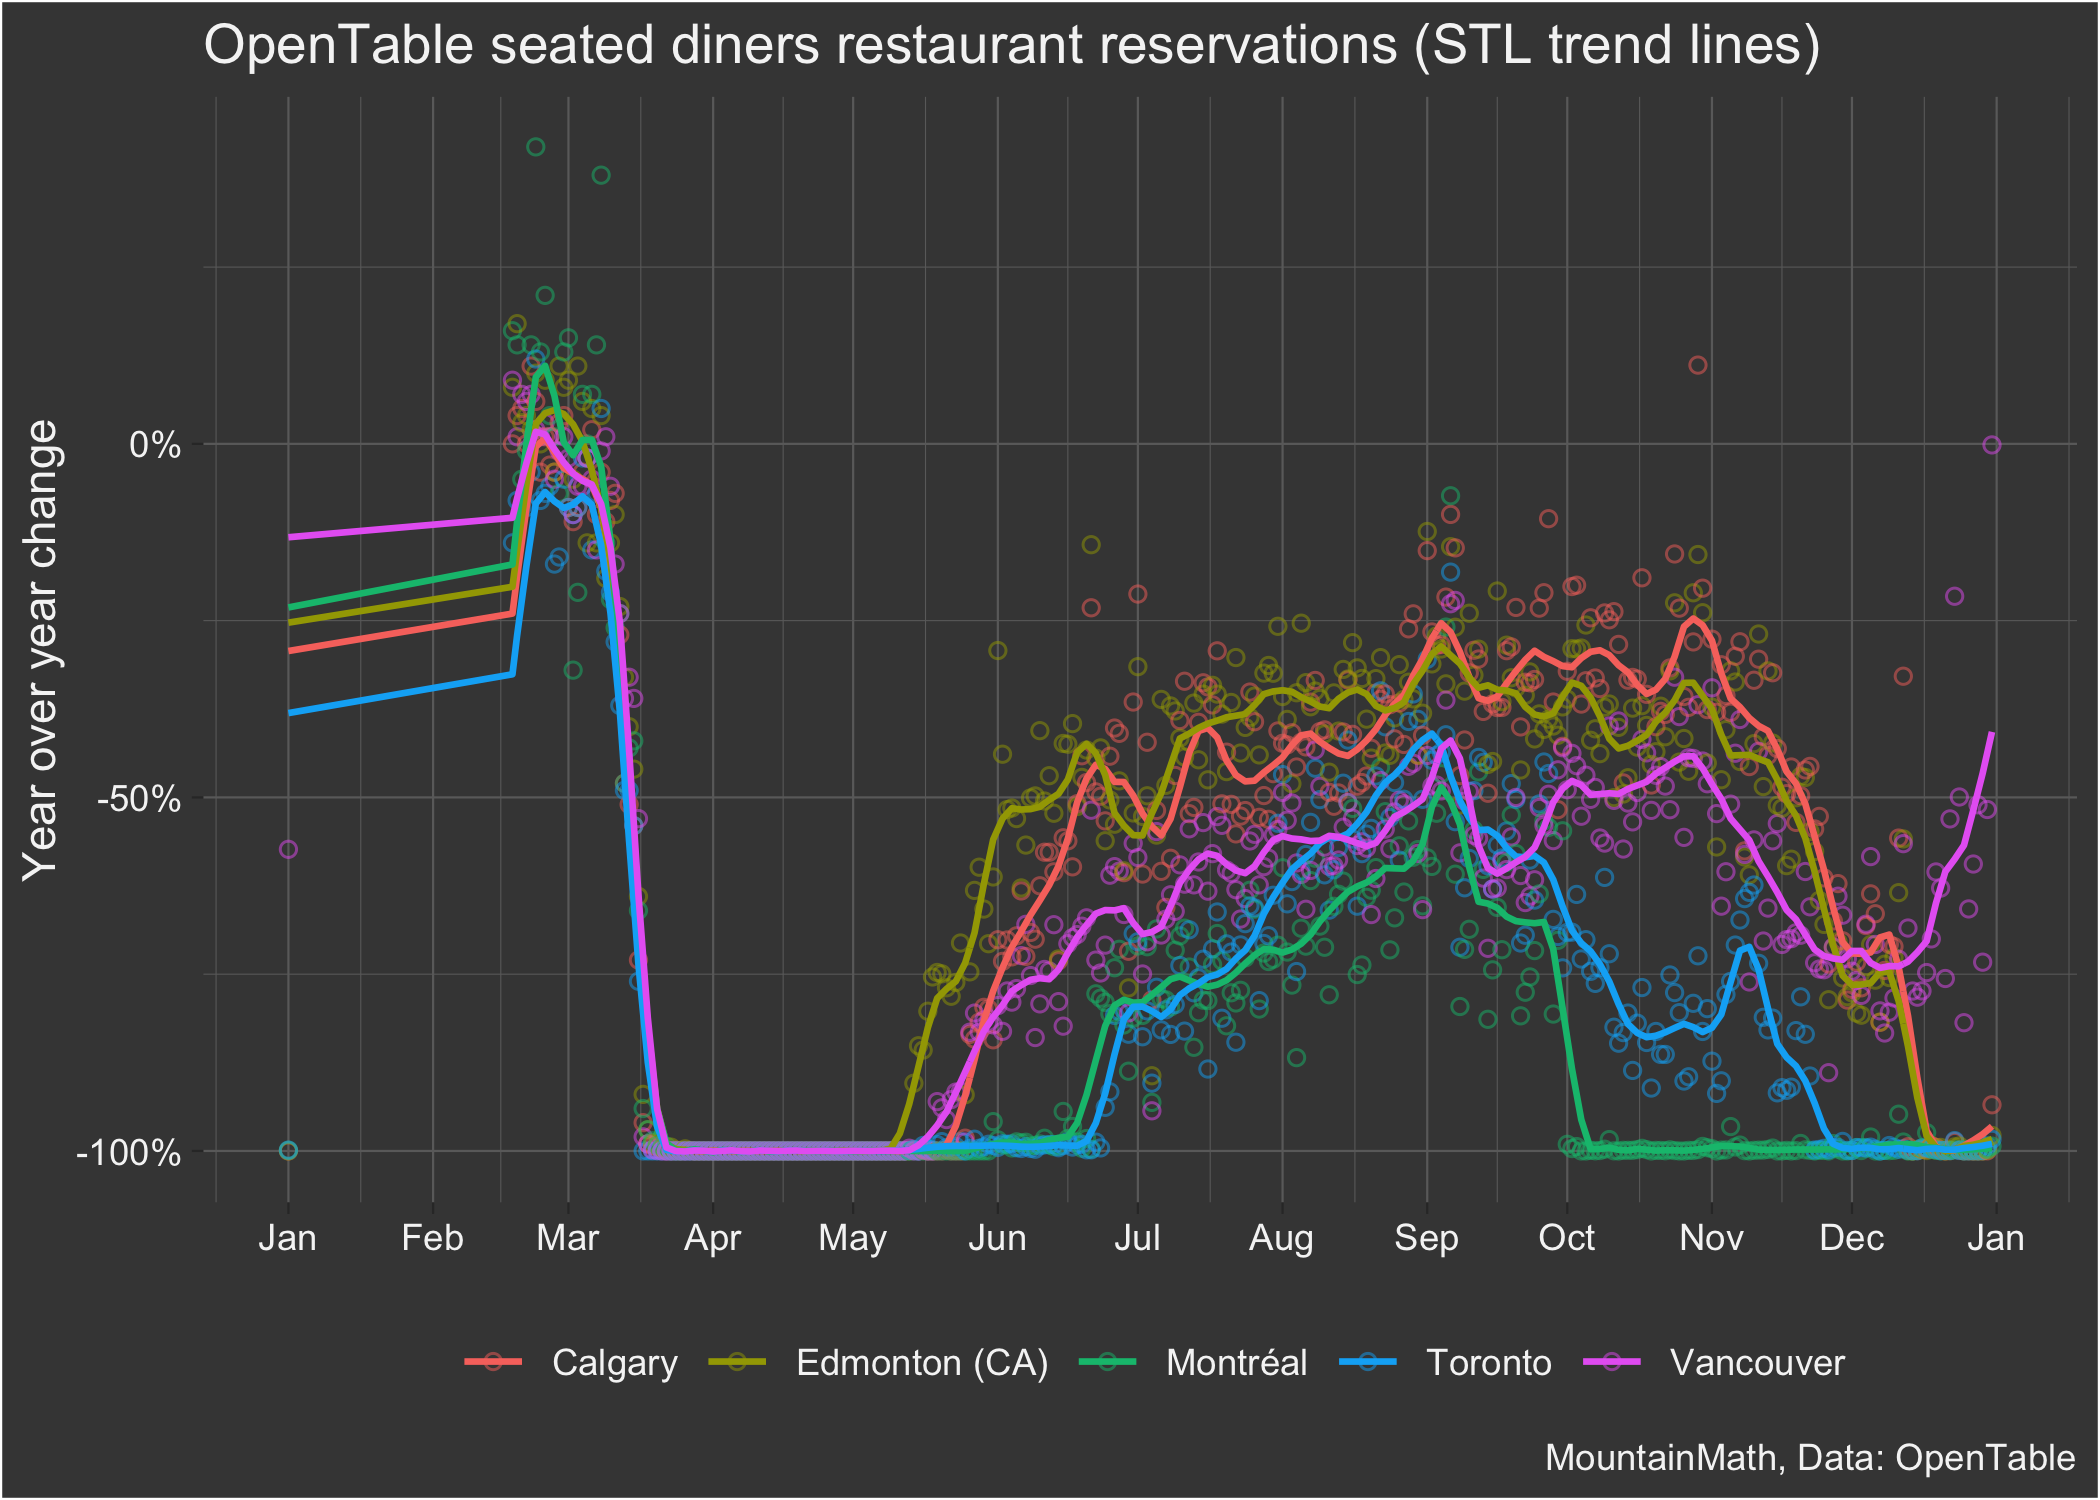 OpenTable seated diners restaurant reservations (STL trend lines)
Year over year change
0%
-50%
-100%
Jan Feb Mar Apr May Jun Jul Aug Sep Oct Nov Dec Jan
Calgary Edmonton (CA) Montréal Toronto Vancouver
MountainMath, Data: OpenTable